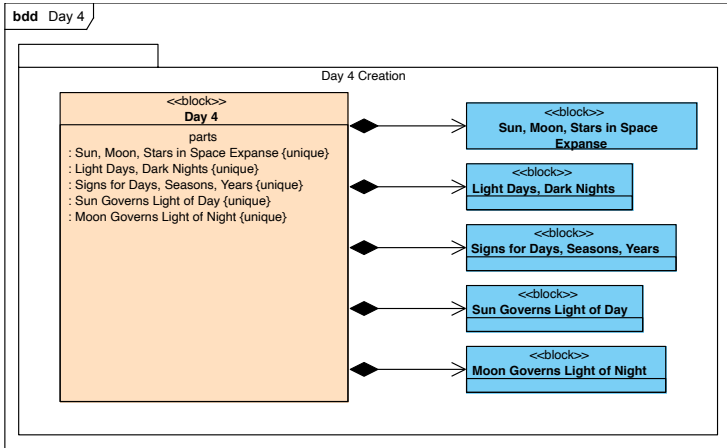 bdd Day 4
Day 4 Creation
<<block>>
Day 4
parts
: Sun, Moon, Stars in Space Expanse {unique}
: Light Days, Dark Nights {unique}
: Signs for Days, Seasons, Years {unique}
: Sun Governs Light of Day {unique}
: Moon Governs Light of Night {unique}
<<block>>
Sun, Moon, Stars in Space
Expanse
<<block>>
Light Days, Dark Nights
<<block>>
Signs for Days, Seasons, Years
<<block>>
Sun Governs Light of Day
<<block>>
Moon Governs Light of Night